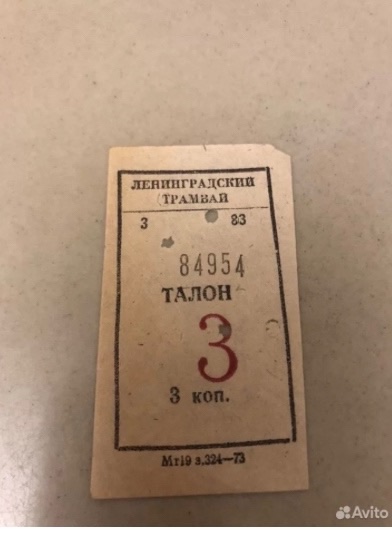 ЛЕНИНГРАДСКИЙ
ТРАМВАЙ
3 83
84954
ТАЛОН
3
3 коп.
Мт19 з.324—73
Avito